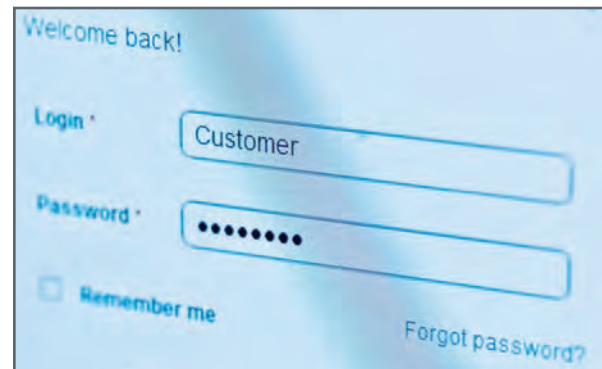 Welcome back!
Login *
Customer
Password *
••••••••
Remember me
Forgot password?